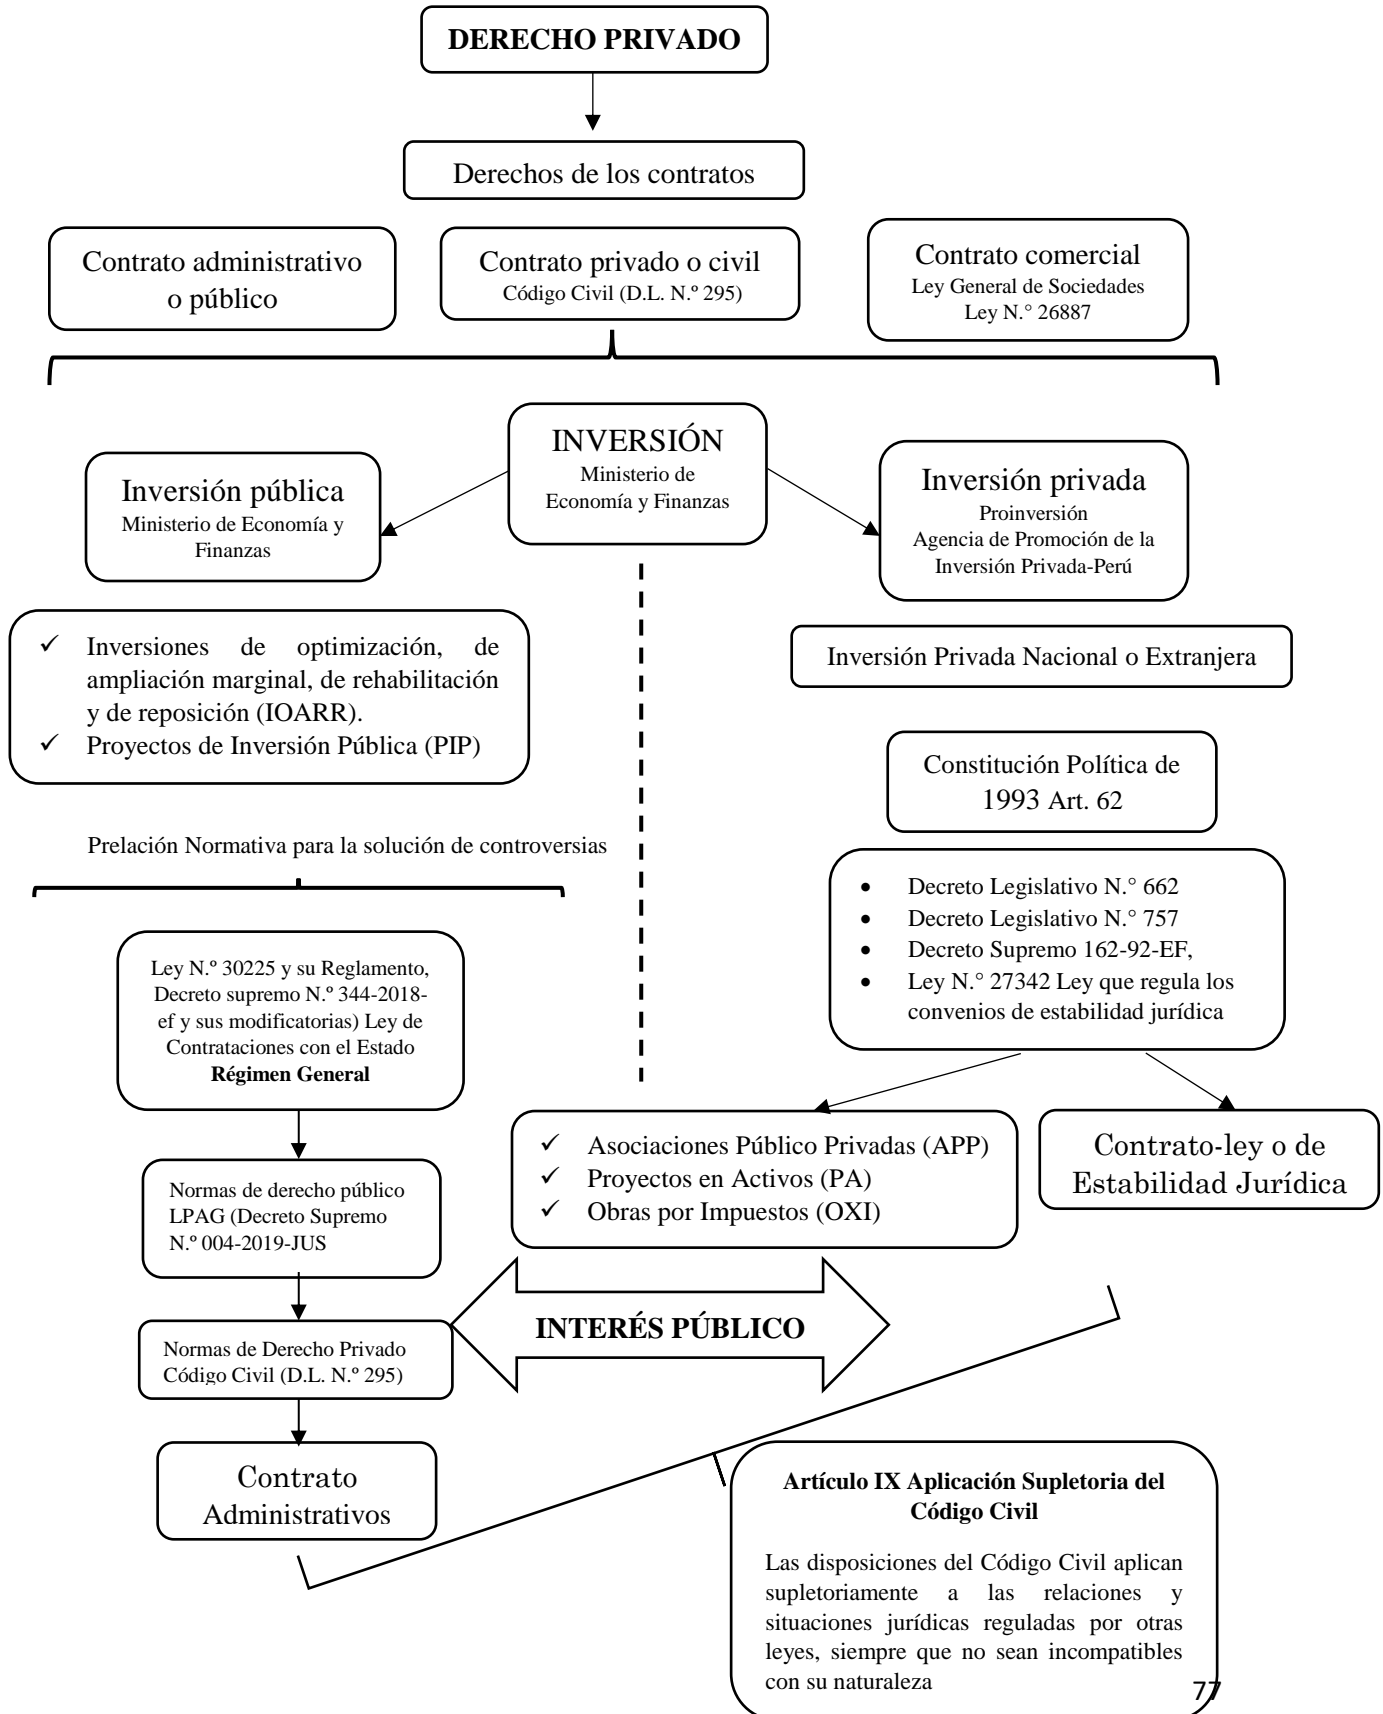 DERECHO PRIVADO
Derechos de los contratos
Contrato administrativo
o público
Contrato privado o civil
Código Civil (D.L. N.º 295)
Contrato comercial
Ley General de Sociedades
Ley N.° 26887
INVERSIÓN
Ministerio de
Economía y Finanzas
Inversión pública
Ministerio de Economía y
Finanzas
Inversión privada
Proinversión
Agencia de Promoción de la
Inversión Privada-Perú
✓ Inversiones de optimización, de
ampliación marginal, de rehabilitación
y de reposición (IOARR).
✓ Proyectos de Inversión Pública (PIP)
Inversión Privada Nacional o Extranjera
Constitución Política de
1993 Art. 62
Prelación Normativa para la solución de controversias
• Decreto Legislativo N.° 662
• Decreto Legislativo N.° 757
• Decreto Supremo 162-92-EF,
• Ley N.° 27342 Ley que regula los
convenios de estabilidad jurídica
Ley N.º 30225 y su Reglamento,
Decreto supremo N.º 344-2018-
ef y sus modificatorias) Ley de
Contrataciones con el Estado
Régimen General
✓ Asociaciones Público Privadas (APP)
✓ Proyectos en Activos (PA)
✓ Obras por Impuestos (OXI)
Contrato-ley o de
Estabilidad Jurídica
Normas de derecho público
LPAG (Decreto Supremo
N.º 004-2019-JUS
INTERÉS PÚBLICO
Normas de Derecho Privado
Código Civil (D.L. N.º 295)
Contrato
Administrativos
Artículo IX Aplicación Supletoria del
Código Civil
Las disposiciones del Código Civil aplican
supletoriamente a las relaciones y
situaciones jurídicas reguladas por otras
leyes, siempre que no sean incompatibles
con su naturaleza
77